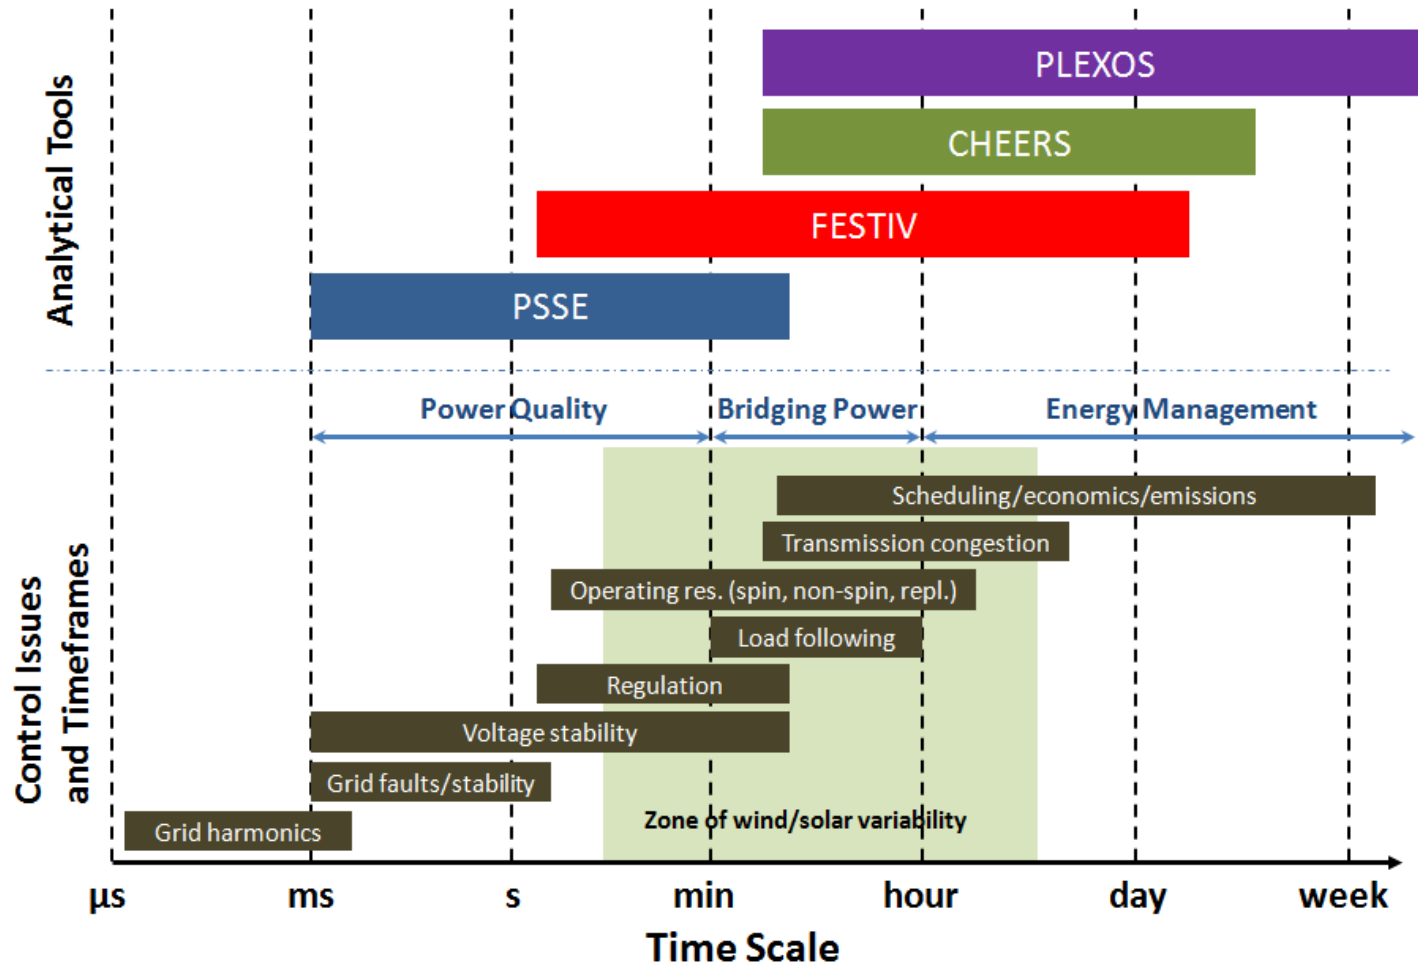 Analytical Tools
PLEXOS
CHEERS
FESTIV
PSSE
Power Quality
Bridging Power
Energy Management
Control Issues
and Timeframes
Scheduling/economics/emissions
Transmission congestion
Operating res. (spin, non-spin, repl.)
Load following
Regulation
Voltage stability
Grid faults/stability
Grid harmonics
Zone of wind/solar variability
μs
ms
s
min
hour
day
week
Time Scale